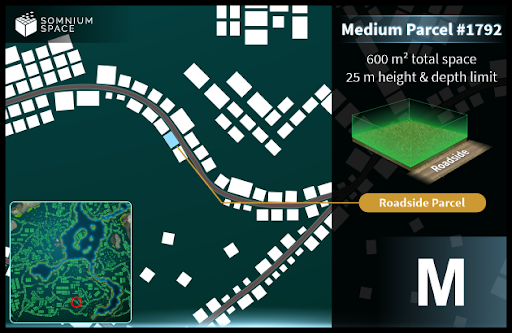 SOMNIUM
SPACE
Medium Parcel #1792
600 m² total space
25 m height & depth limit
Roadside
Roadside Parcel
M